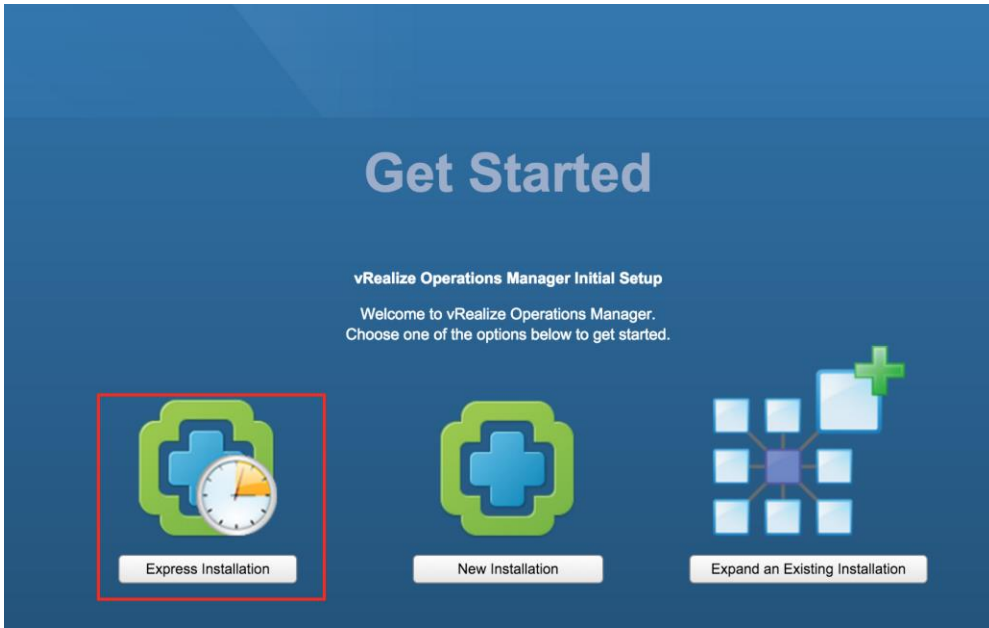 Get Started
vRealize Operations Manager Initial Setup
Welcome to vRealize Operations Manager.
Choose one of the options below to get started.
Express Installation
New Installation
Expand an Existing Installation